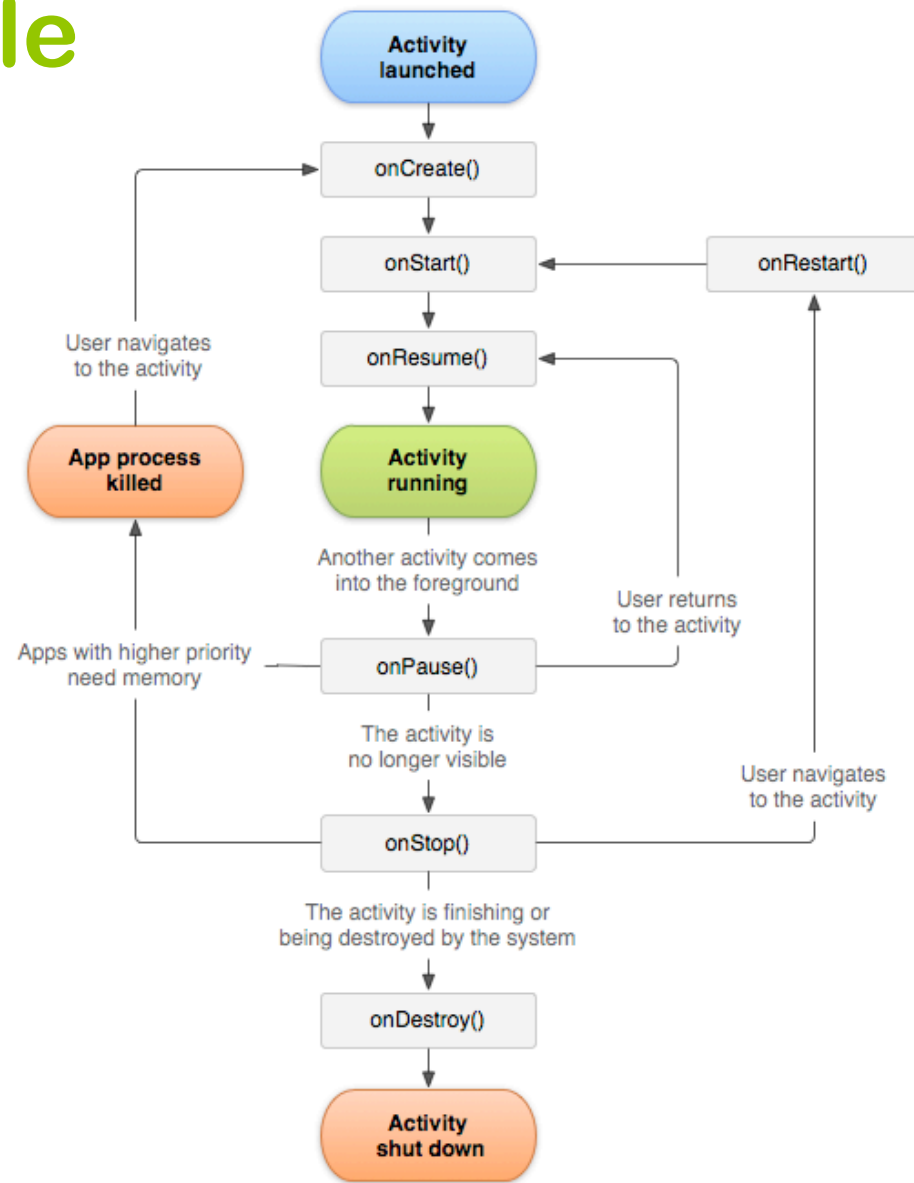 le
Activity
launched
onCreate()
onStart()
onRestart()
User navigates
to the activity
onResume()
App process
killed
Activity
running
Another activity comes
into the foreground
User returns
to the activity
Apps with higher priority
need memory
onPause()
The activity is
no longer visible
User navigates
to the activity
onStop()
The activity is finishing or
being destroyed by the system
onDestroy()
Activity
shut down